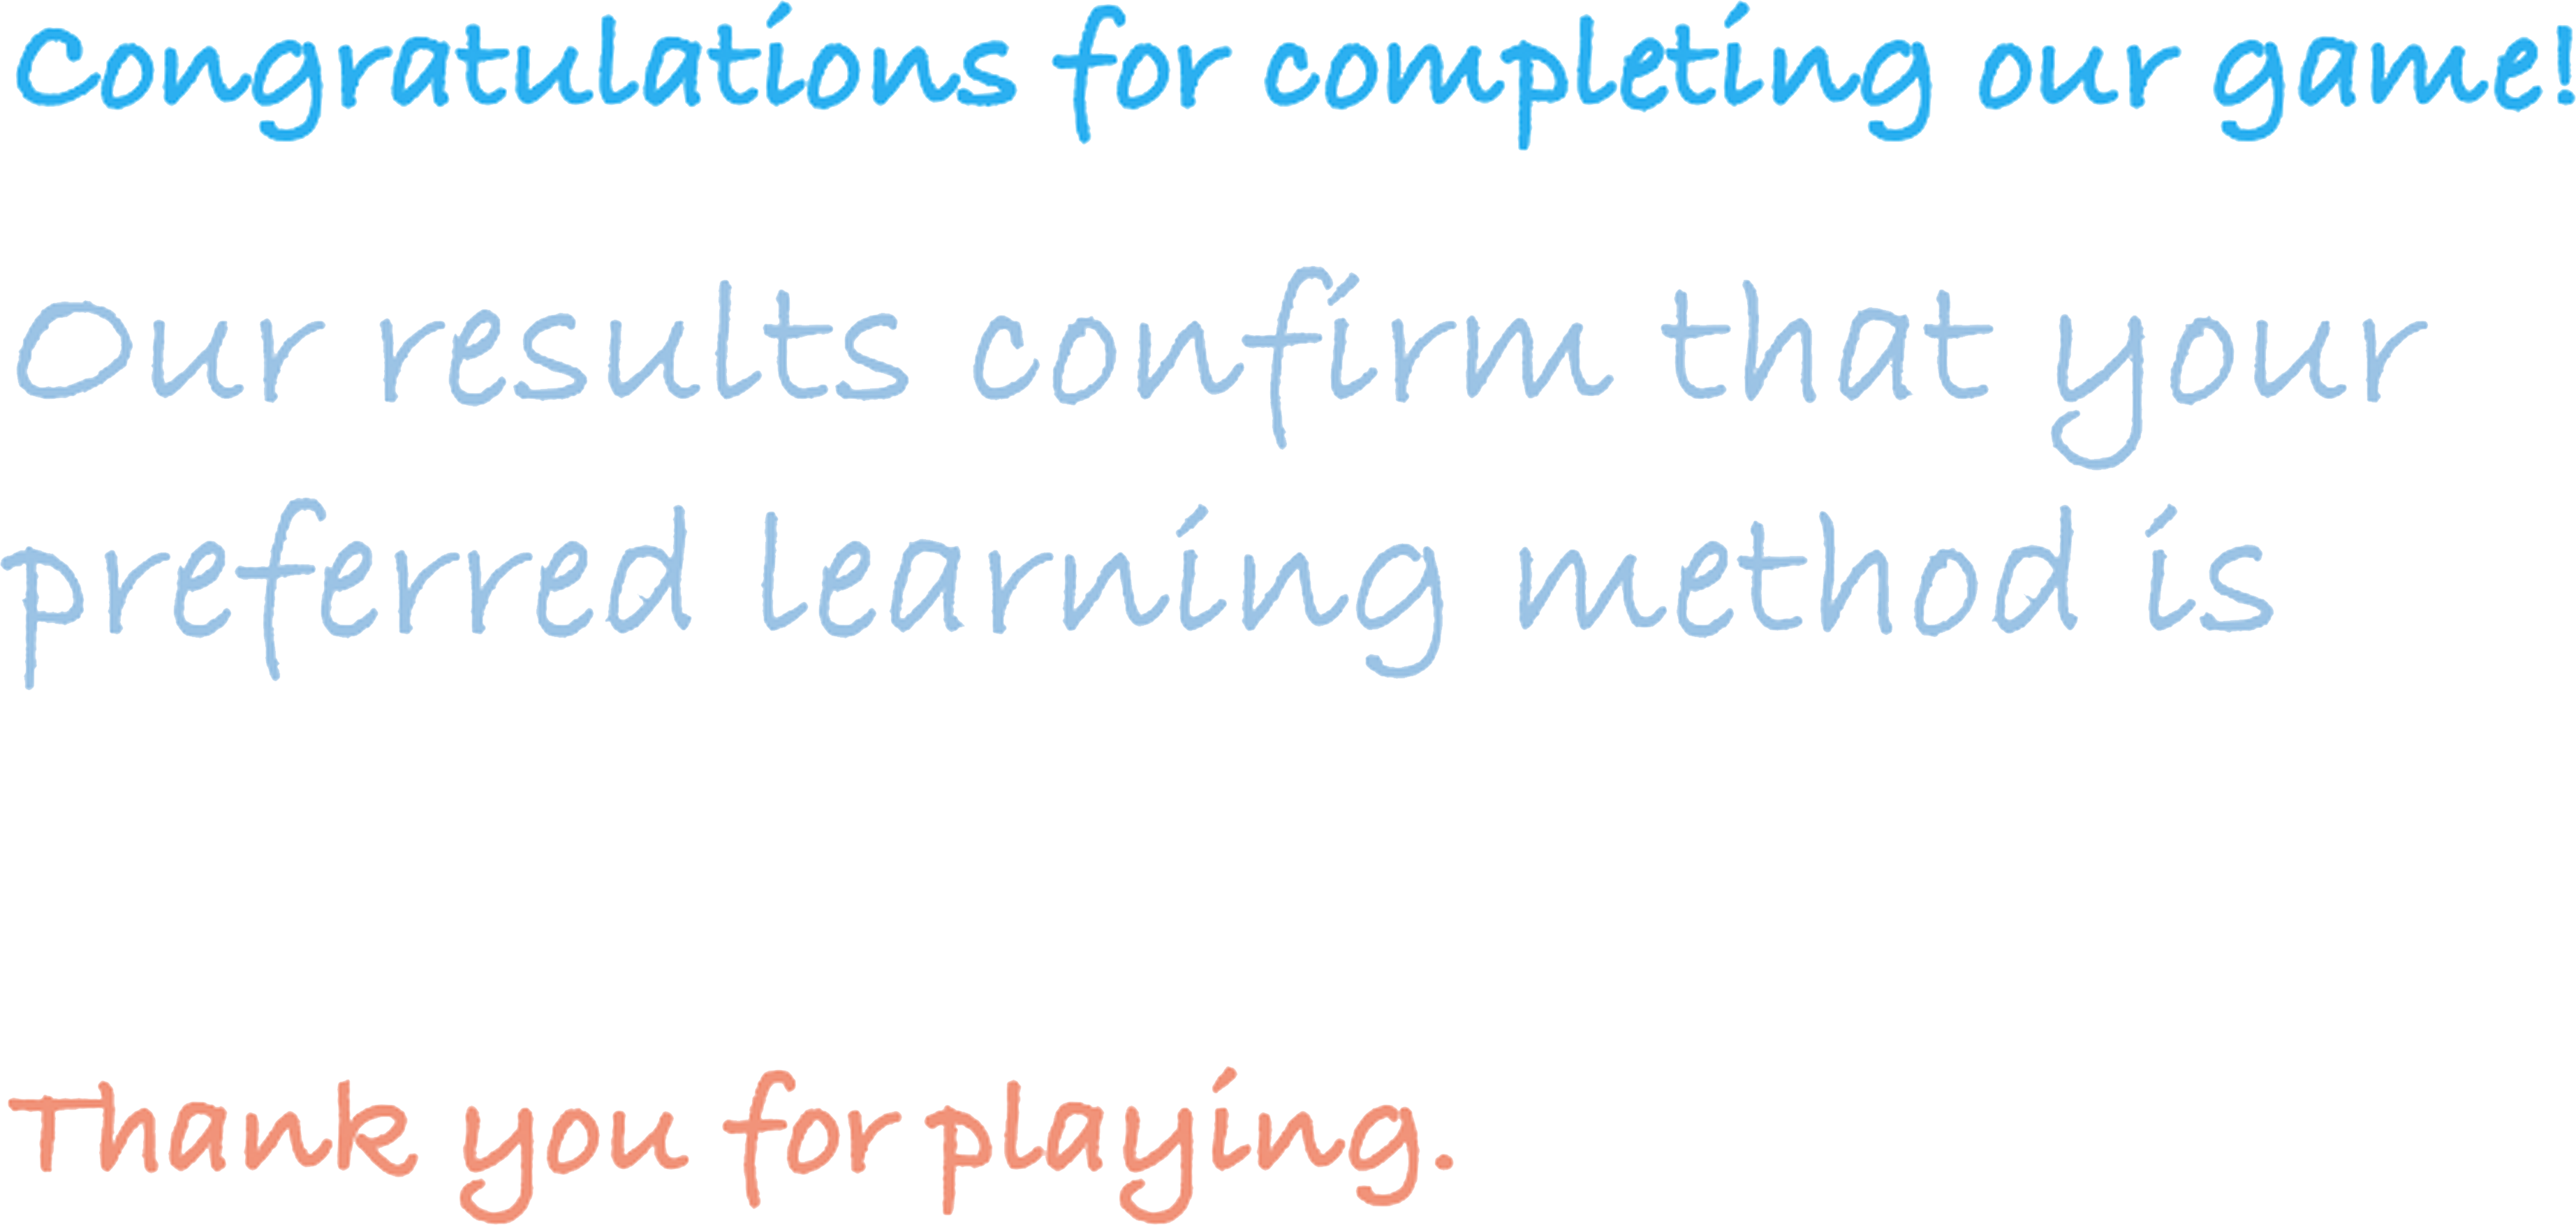 Congratulations for completing our game!
Our results confirm that your
preferred learning method is
Thank you for playing.